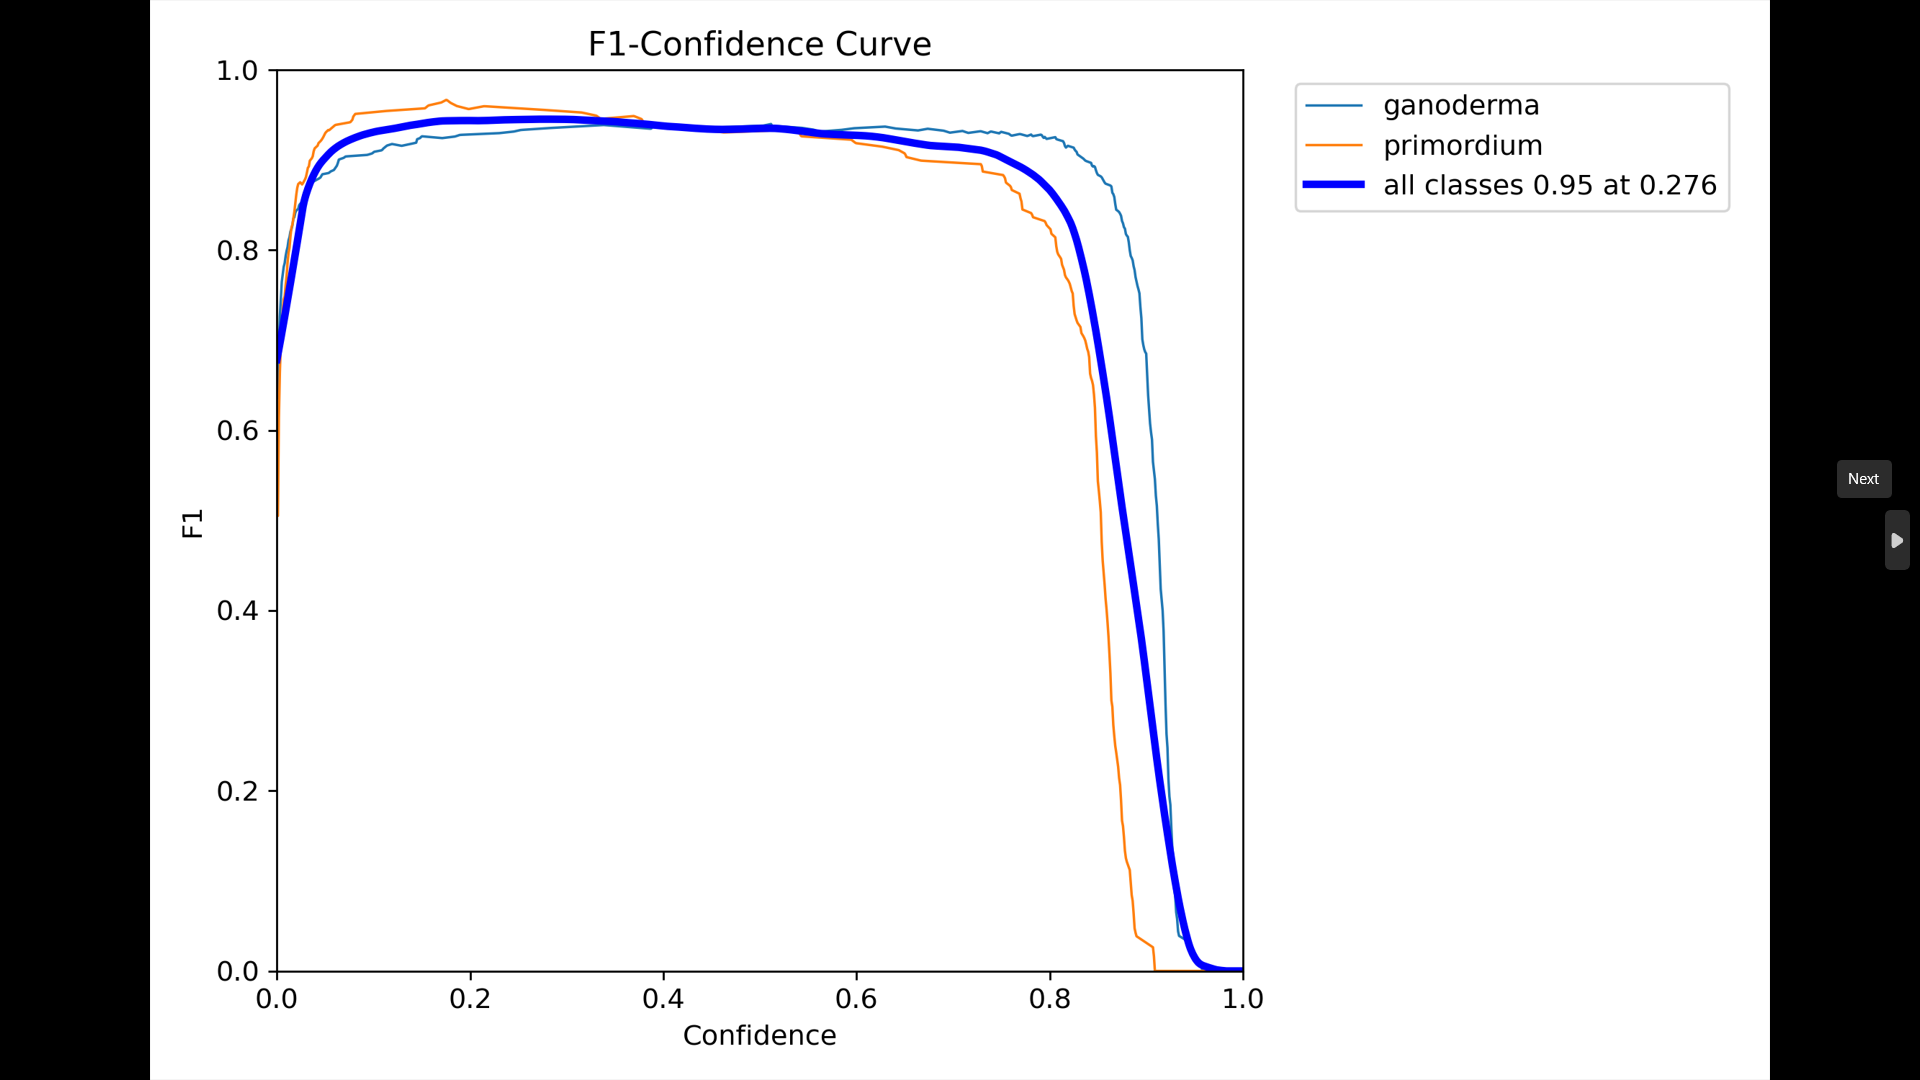 F1-Confidence Curve
1.0
0.8
0.6
0.4
0.2
0.0
F1
0.0 0.2 0.4 0.6 0.8 1.0
Confidence
ganoderma
primordium
all classes 0.95 at 0.276
Next